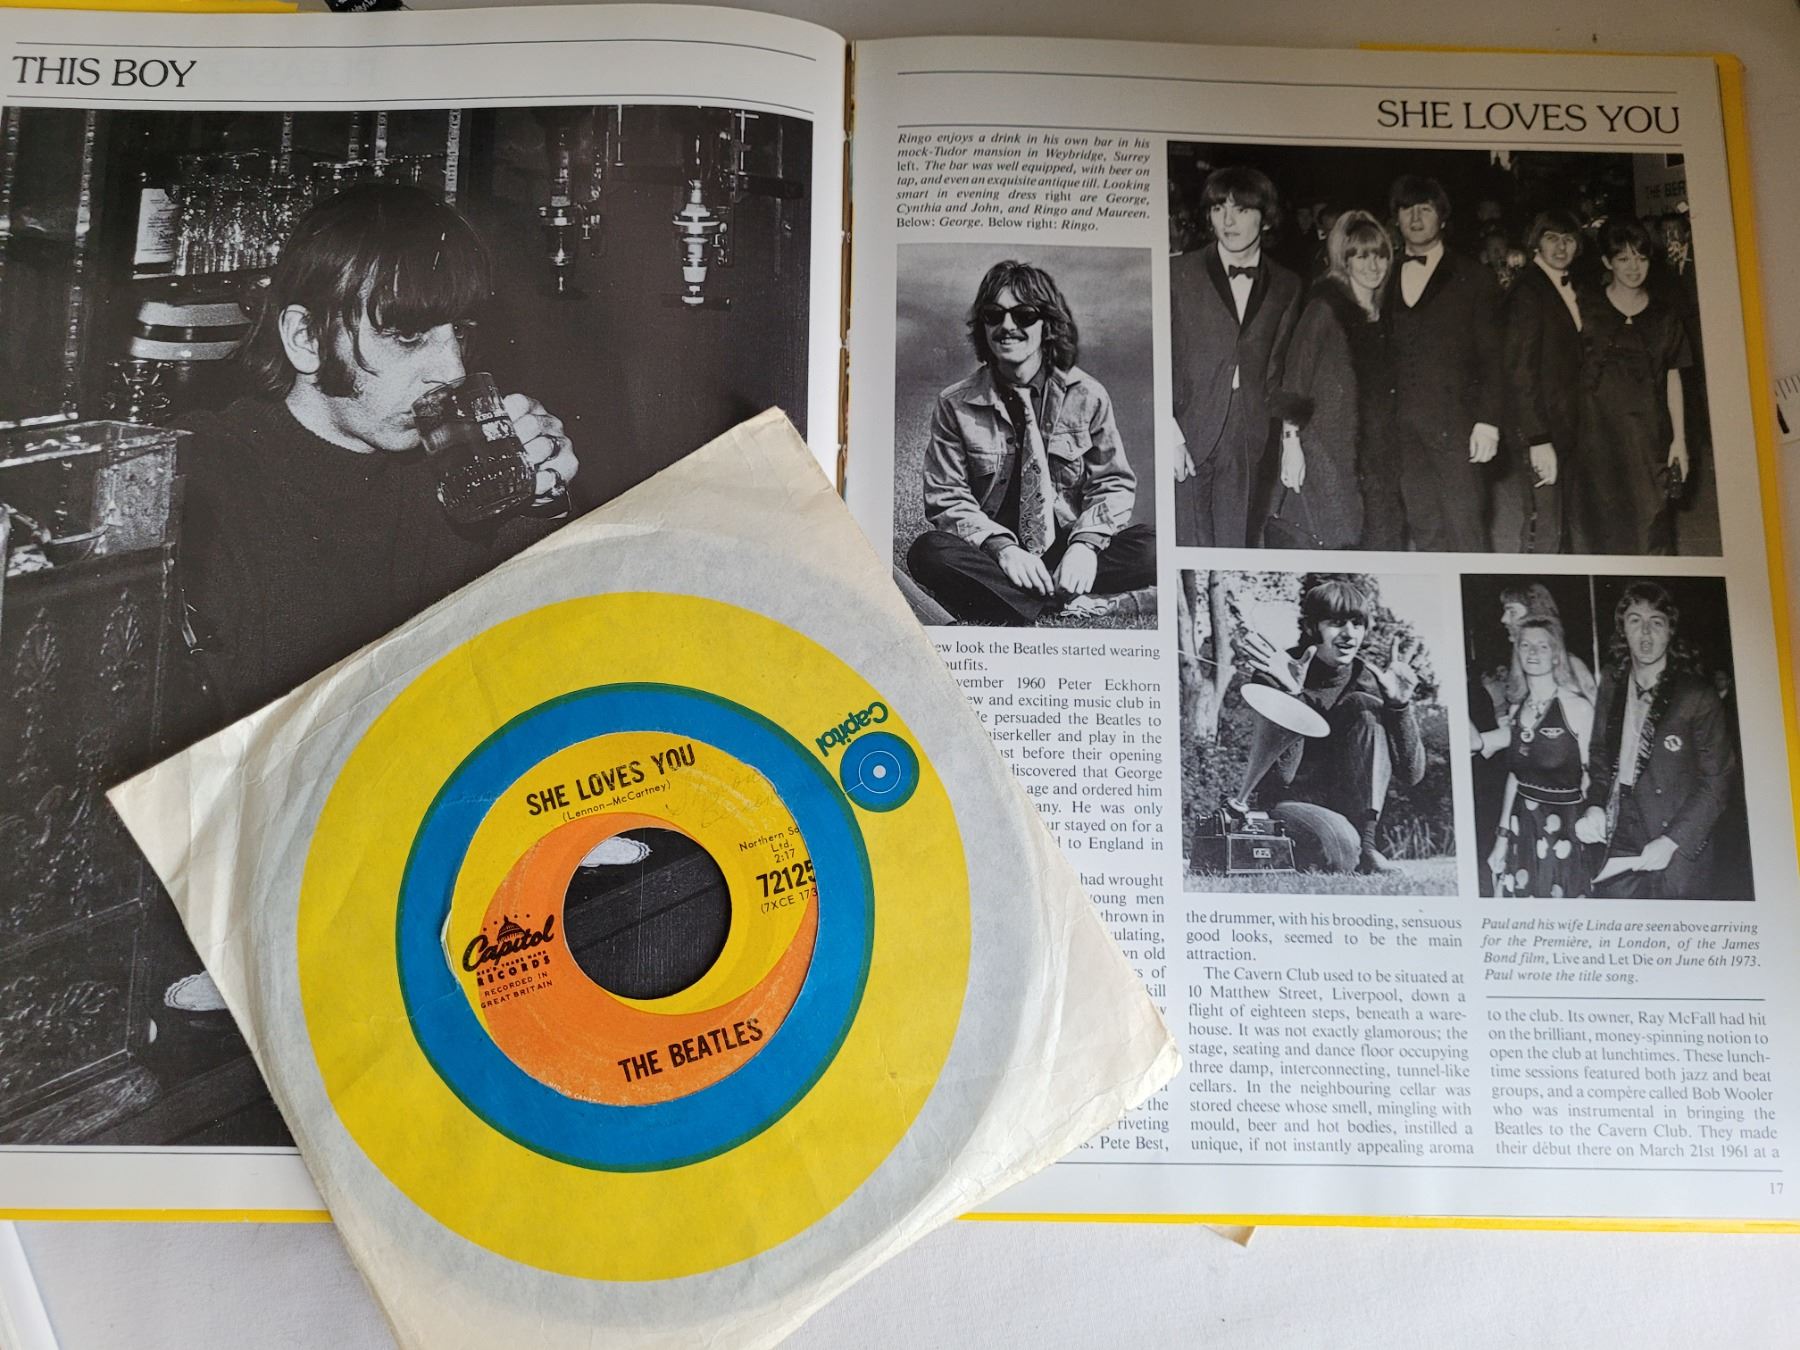 THIS BOY
SHE LOVES YOU
Ringo enjoys a drink in his own bar in his
mock-Tudor mansion in Weybridge, Surrey
left. The bar was well equipped, with beer on
tap, and even an exquisite antique till. Looking
smart in evening dress right are George,
Cynthia and John, and Ringo and Maureen.
Below: George. Below right: Ringo.
look the Beatles started wearing
1960 Peter Eckhorn
and exciting music club in
persuaded the Beatles to
and play in the
before their opening
discovered that George
age and ordered him
He was only
stayed on for a
to England in
had wrought
men
thrown in
old
of
the
riveting
Pete Best,
the drummer, with his brooding, sensuous
good looks, seemed to be the main
attraction.
The Cavern Club used to be situated at
10 Matthew Street, Liverpool, down a
flight of eighteen steps, beneath a ware-
house. It was not exactly glamorous; the
stage, seating and dance floor occupying
three damp, interconnecting, tunnel-like
cellars. In the neighbouring cellar was
stored cheese whose smell, mingling with
mould, beer and hot bodies, instilled a
unique, if not instantly appealing aroma
Paul and his wife Linda are seen above arriving
for the Première, in London, of the James
Bond film, Live and Let Die on June 6th 1973.
Paul wrote the title song.
to the club. Its owner, Ray McFall had hit
on the brilliant, money-spinning notion to
open the club at lunchtimes. These lunch-
time sessions featured both jazz and beat
groups, and a compère called Bob Wooler
who was instrumental in bringing the
Beatles to the Cavern Club. They made
their début there on March 21st 1961 at a
17
Capitol
SHE LOVES YOU
(Lennon-McCartney)
Northern
Ltd.
2:17
72125
(7XCE 173
Capitol
RECORDS
RECORDED IN
GREAT BRITAIN
THE BEATLES